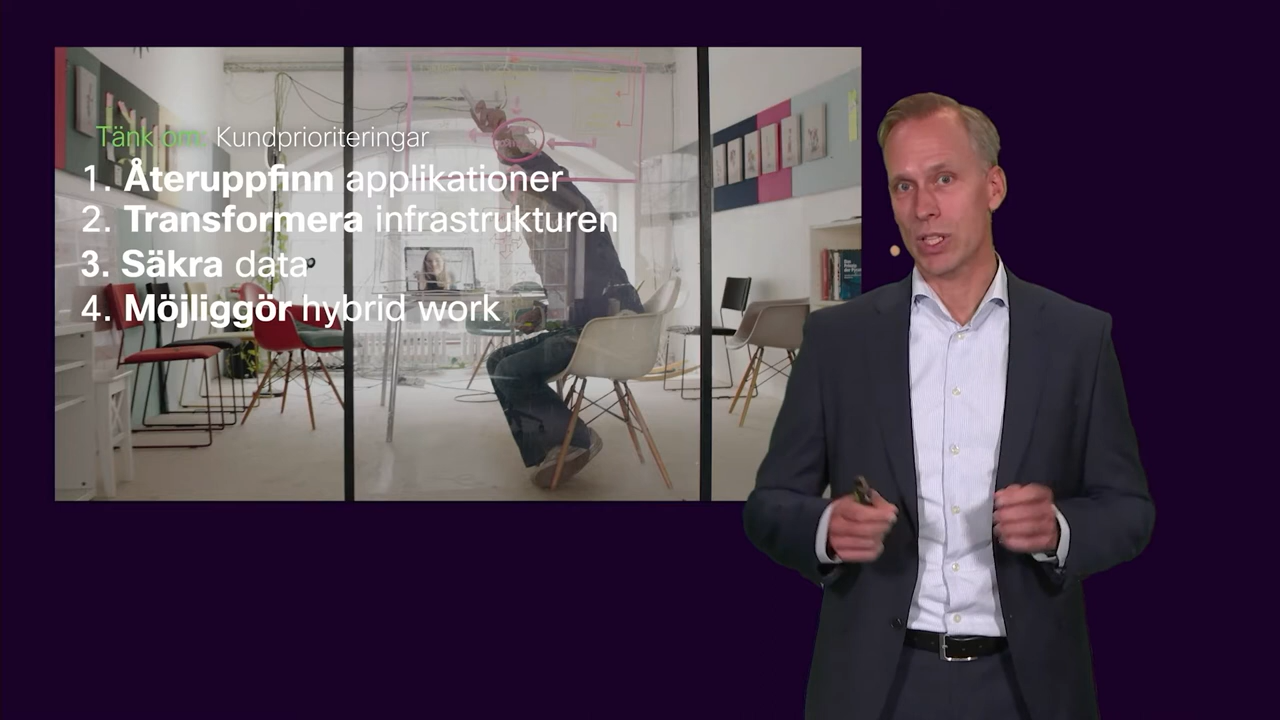 Tänk om: Kundprioriteringar
1. Återuppfinn applikationer
2. Transformera infrastrukturen
3. Säkra data
4. Möjliggör hybrid work